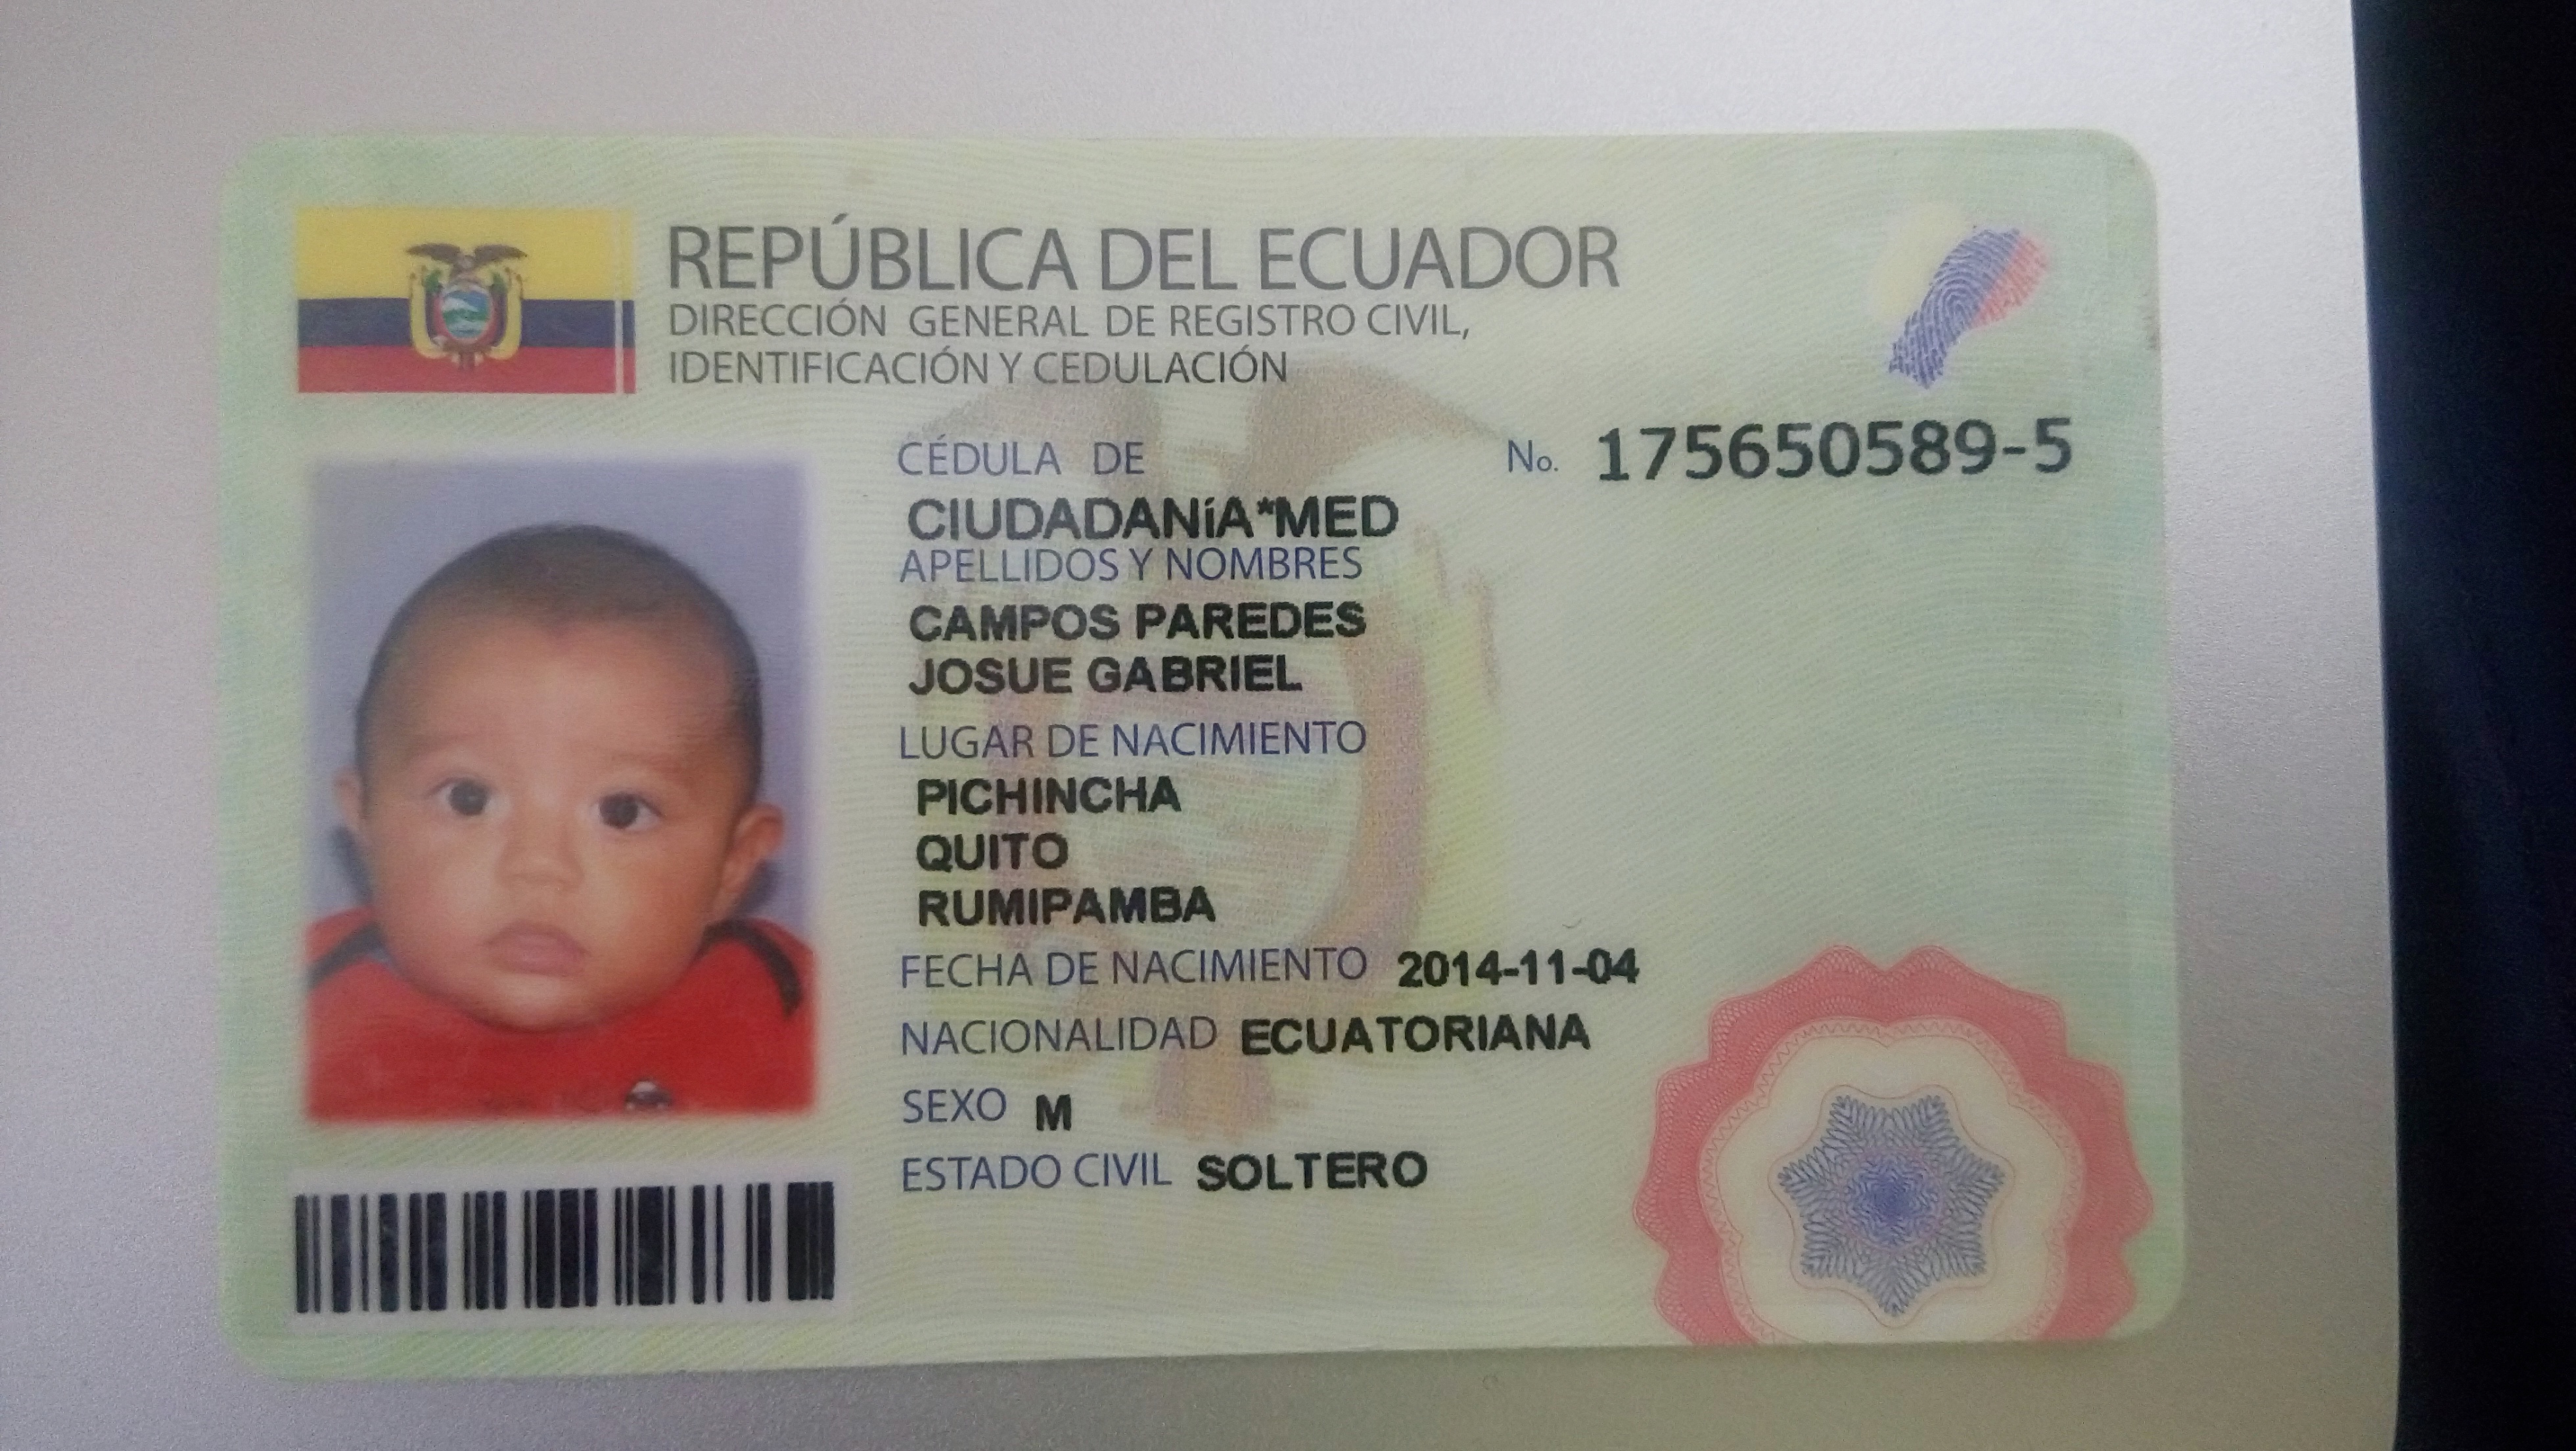 REPÚBLICA DEL ECUADOR
DIRECCIÓN GENERAL DE REGISTRO CIVIL,
IDENTIFICACIÓN Y CEDULACIÓN
CÉDULA DE No. 175650589-5
CIUDADANíA*MED
APELLIDOS Y NOMBRES
CAMPOS PAREDES
JOSUE GABRIEL
LUGAR DE NACIMIENTO
PICHINCHA
QUITO
RUMIPAMBA
FECHA DE NACIMIENTO 2014-11-04
NACIONALIDAD ECUATORIANA
SEXO M
ESTADO CIVIL SOLTERO